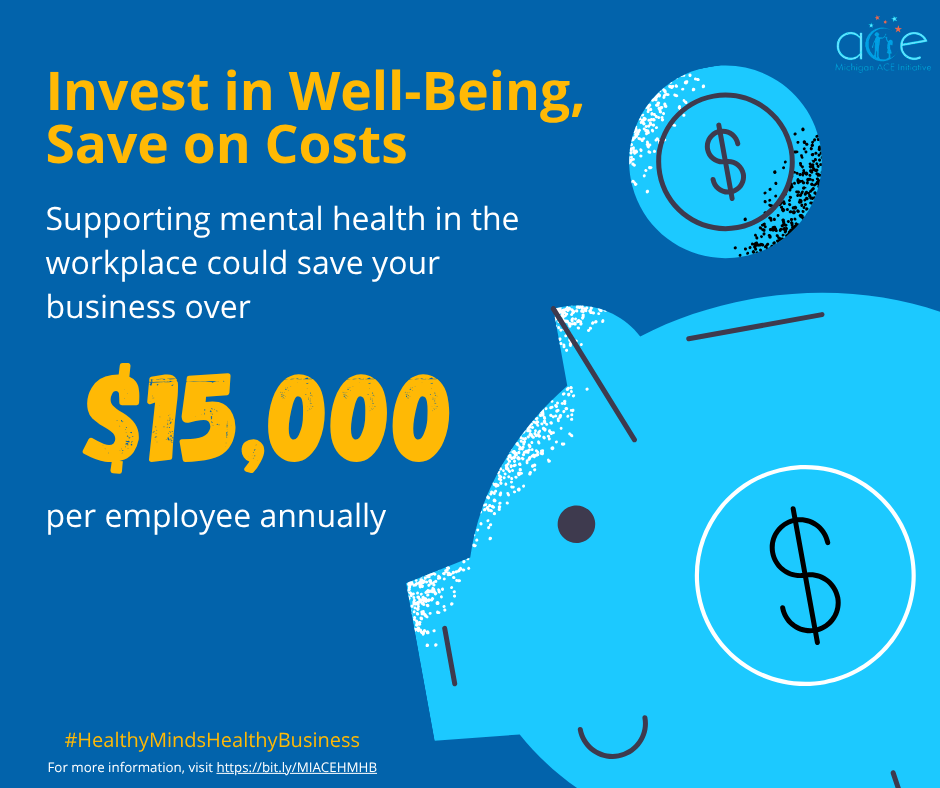 ace
Michigan ACE Initiative
Invest in Well-Being,
Save on Costs
Supporting mental health in the
workplace could save your
business over
$15,000
per employee annually
$
$
#HealthyMindsHealthyBusiness
For more information, visit https://bit.ly/MIACEHMHB